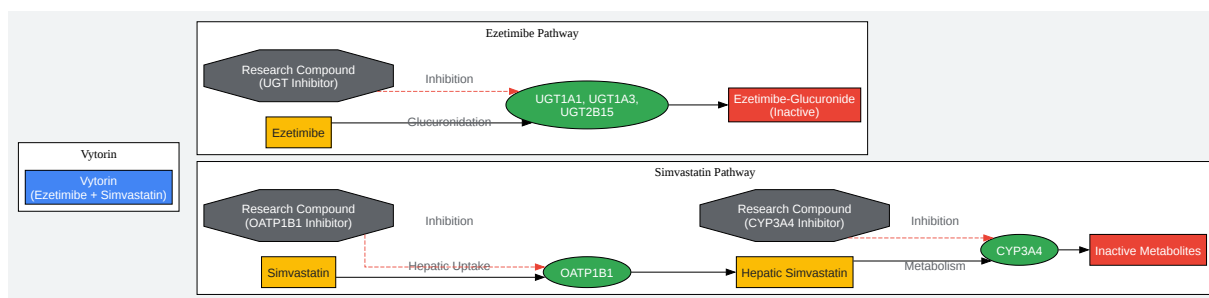 Ezetimibe Pathway
Research Compound
(UGT Inhibitor)
Inhibition
UGT1A1, UGT1A3,
UGT2B15
Ezetimibe-Glucuronide
(Inactive)
Glucuronidation
Ezetimibe
Vytorin
Vytorin
(Ezetimibe + Simvastatin)
Simvastatin Pathway
Research Compound
(OATP1B1 Inhibitor)
Inhibition
Research Compound
(CYP3A4 Inhibitor)
Inhibition
Simvastatin
Hepatic Uptake
OATP1B1
Hepatic Simvastatin
Metabolism
CYP3A4
Inactive Metabolites